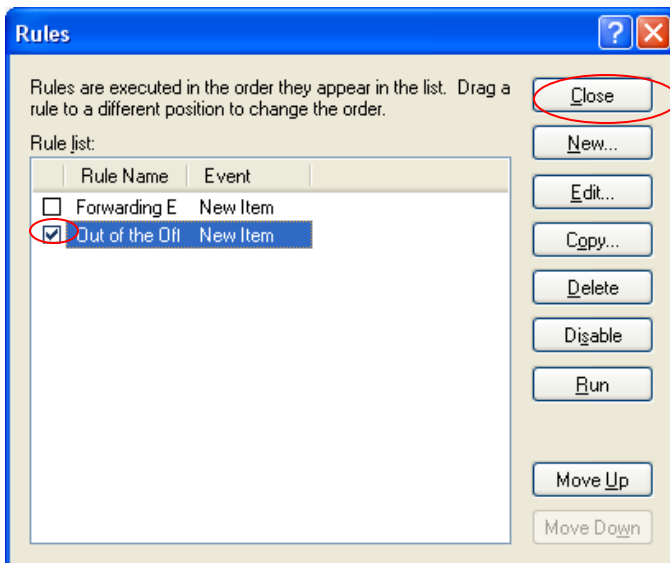 Rules
Rules are executed in the order they appear in the list. Drag a
rule to a different position to change the order.
Rule list:
Rule Name Event
Forwarding E New Item
Out of the Ofl New Item
Close
New...
Edit...
Copy...
Delete
Disable
Run
Move Up
Move Down